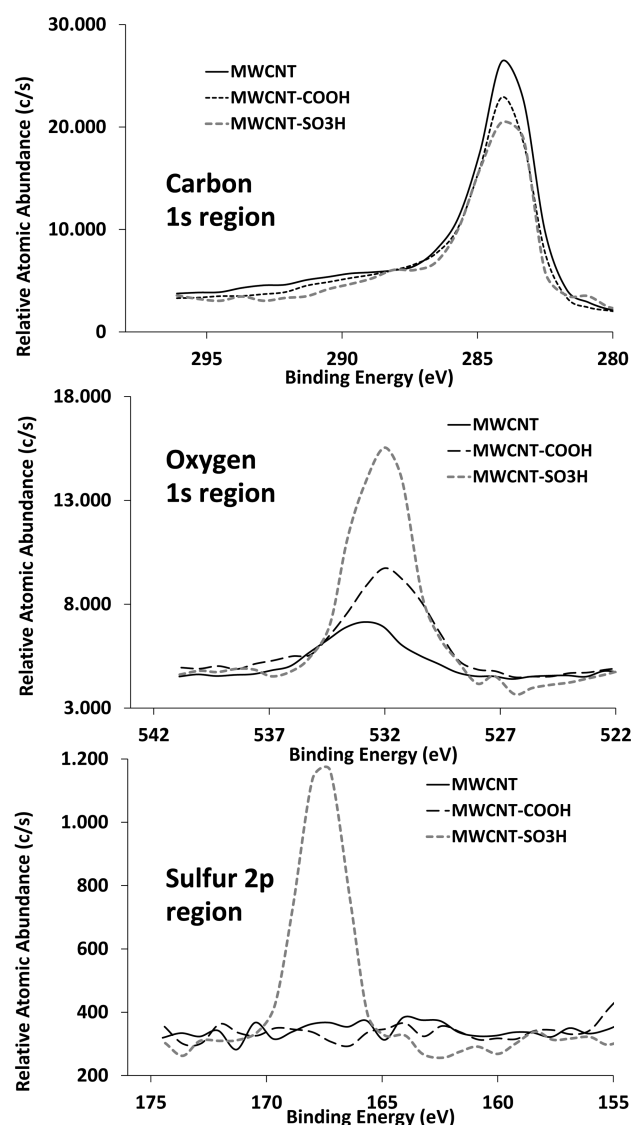 30.000
MWCNT
MWCNT-COOH
MWCNT-SO3H
20.000
Carbon
1s region
10.000
0
295
290
284
280
Binding Energy (eV)
Relative Atomic Abundance (c/s)
18.000
MWCNT
MWCNT-COOH
MWCNT-SO3H
Oxygen
1s region
13.000
8.000
3.000
542
537
532
527
522
Binding Energy (eV)
Relative Atomic Abundance (c/s)
1.200
MWCNT
MWCNT-COOH
MWCNT-SO3H
1.000
800
Sulfur 2p
region
600
400
200
175
170
165
160
155
Binding Energy (eV)
Relative Atomic Abundance (c/s)